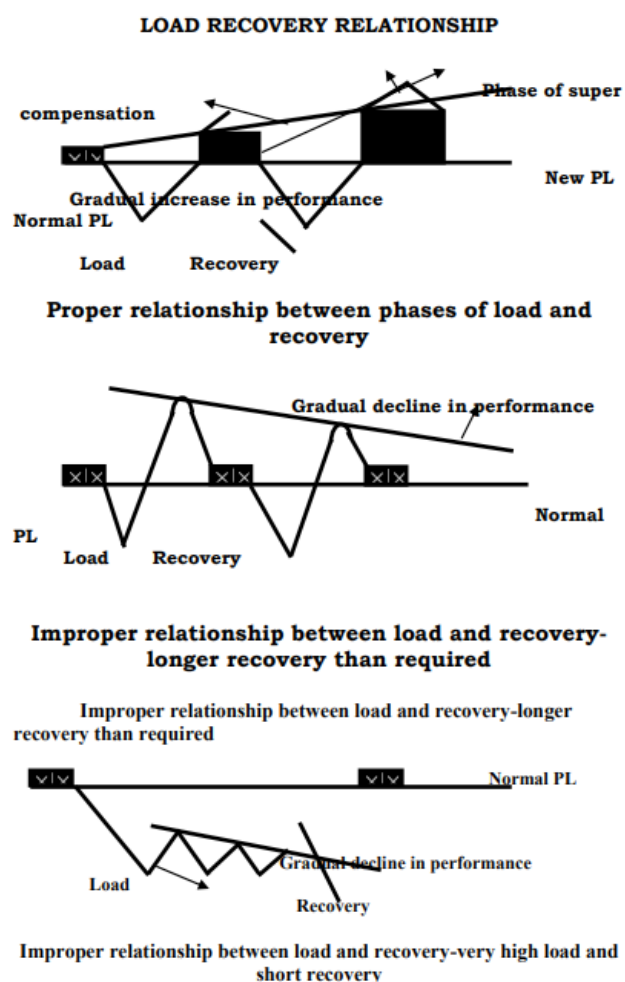 LOAD RECOVERY RELATIONSHIP
Phase of super
compensation
New PL
Gradual increase in performance
Normal PL
Load Recovery
Proper relationship between phases of load and
recovery
Gradual decline in performance
Normal
PL
Load Recovery
Improper relationship between load and recovery-
longer recovery than required
Improper relationship between load and recovery-longer
recovery than required
Normal PL
Gradual decline in performance
Load
Recovery
Improper relationship between load and recovery-very high load and
short recovery